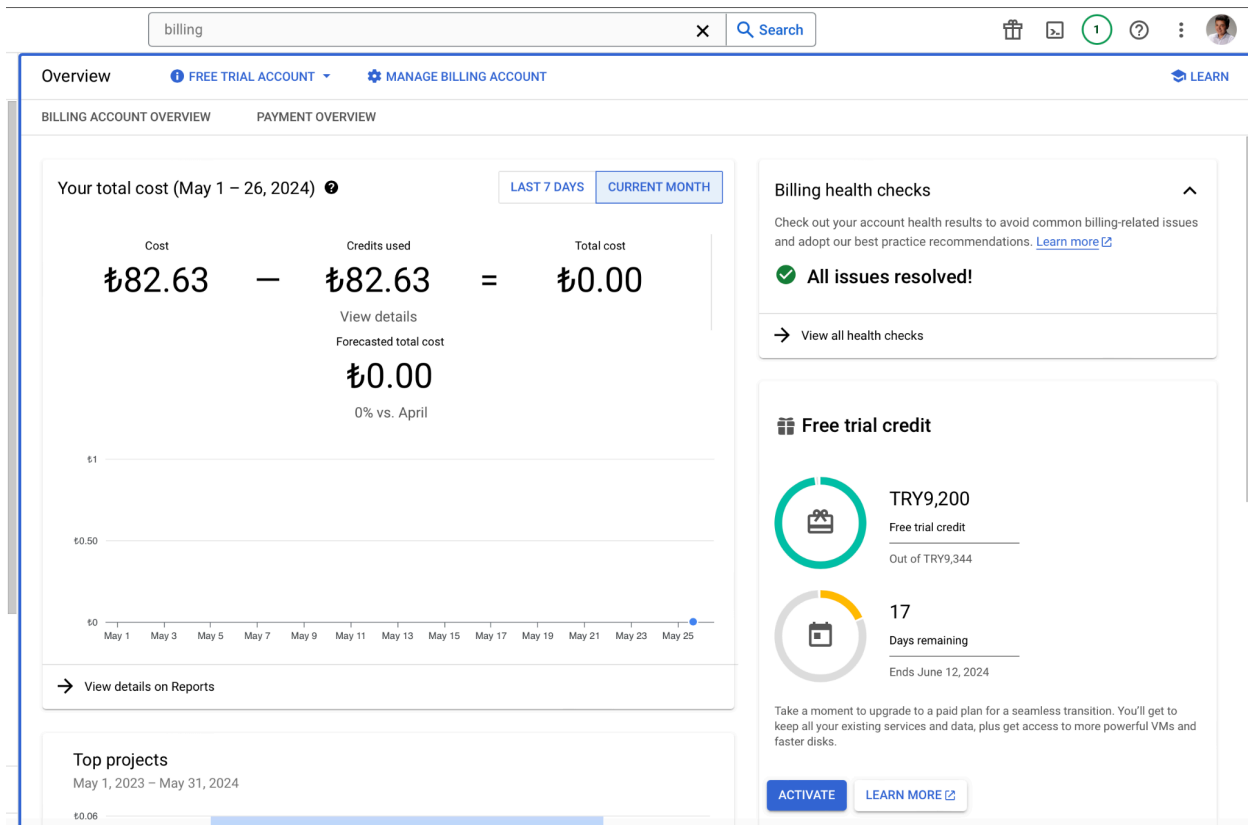 billing
Search
1
Overview
FREE TRIAL ACCOUNT
MANAGE BILLING ACCOUNT
LEARN
BILLING ACCOUNT OVERVIEW
PAYMENT OVERVIEW
Your total cost (May 1 – 26, 2024)
LAST 7 DAYS
CURRENT MONTH
Cost
₺82.63
—
Credits used
₺82.63
View details
=
Total cost
₺0.00
Forecasted total cost
₺0.00
0% vs. April
₺1
₺0.50
₺0
May 1 May 3 May 5 May 7 May 9 May 11 May 13 May 15 May 17 May 19 May 21 May 23 May 25
View details on Reports
Top projects
May 1, 2023 – May 31, 2024
₺0.06
Billing health checks
Check out your account health results to avoid common billing-related issues
and adopt our best practice recommendations. Learn more
All issues resolved!
View all health checks
Free trial credit
TRY9,200
Free trial credit
Out of TRY9,344
17
Days remaining
Ends June 12, 2024
Take a moment to upgrade to a paid plan for a seamless transition. You’ll get to
keep all your existing services and data, plus get access to more powerful VMs and
faster disks.
ACTIVATE
LEARN MORE